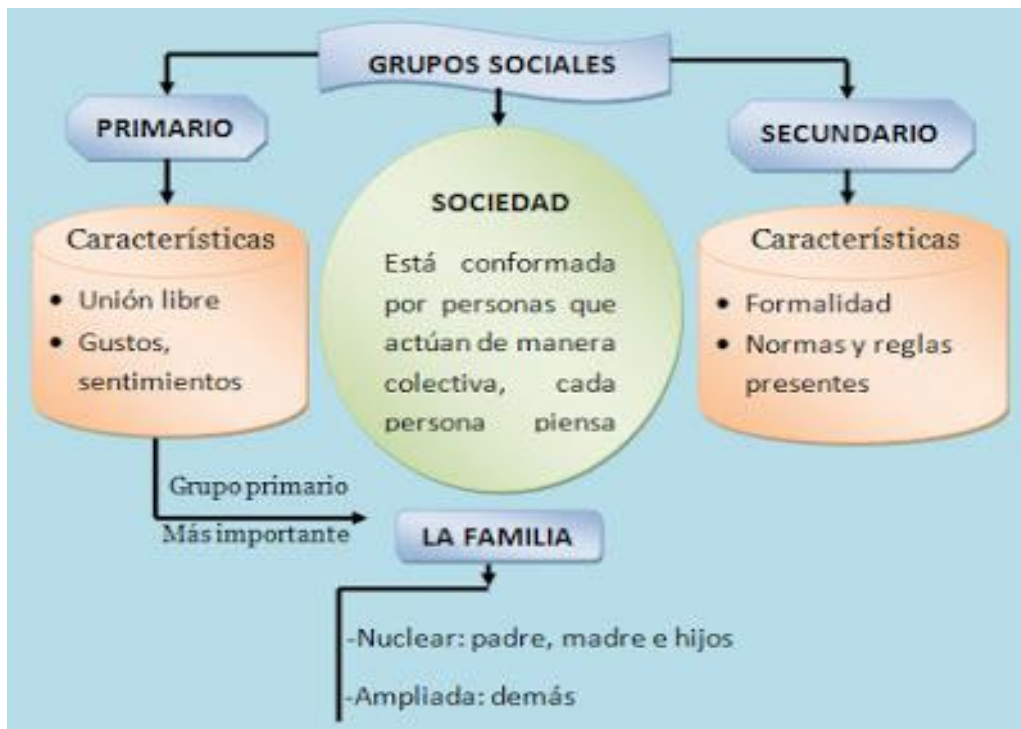 GRUPOS SOCIALES
PRIMARIO
Características
• Unión libre
• Gustos,
sentimientos
SOCIEDAD
Está conformada
por personas que
actúan de manera
colectiva, cada
persona piensa
SECUNDARIO
Características
• Formalidad
• Normas y reglas
presentes
Grupo primario
Más importante
LA FAMILIA
-Nuclear: padre, madre e hijos
-Ampliada: demás